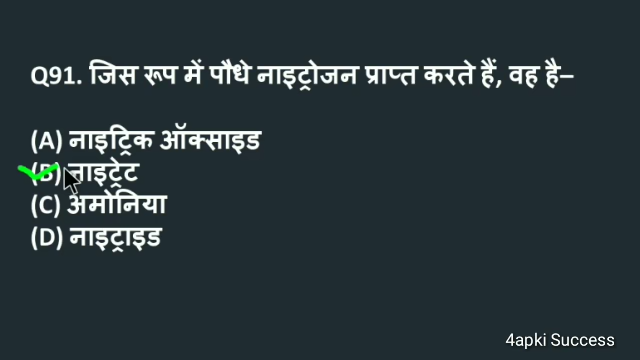 Q91. जिस रूप में पौधे नाइट्रोजन प्राप्त करते हैं, वह है–
(A) नाइट्रिक ऑक्साइड
(B) नाइट्रेट
(C) अमोनिया
(D) नाइट्राइड
4apki Success